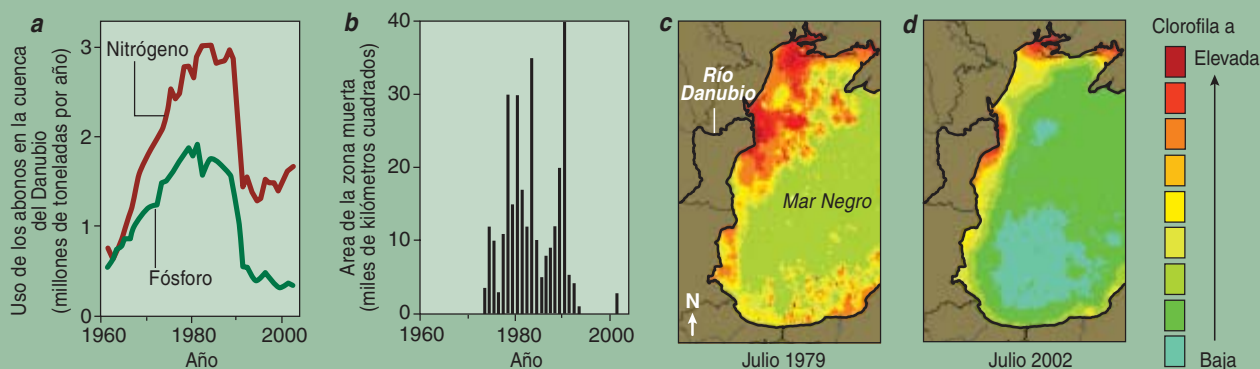 a
Uso de los abonos en la cuenca
del Danubio
(millones de toneladas por año)
3
2
1
0
Nitrógeno
Fósforo
1960
1980
2000
Año
b
Área de la zona muerta
(miles de kilómetros cuadrados)
40
30
20
10
0
1960
1980
2000
Año
c
Río
Danubio
Mar Negro
N
Julio 1979
d
Julio 2002
Clorofila a
Elevada
Baja